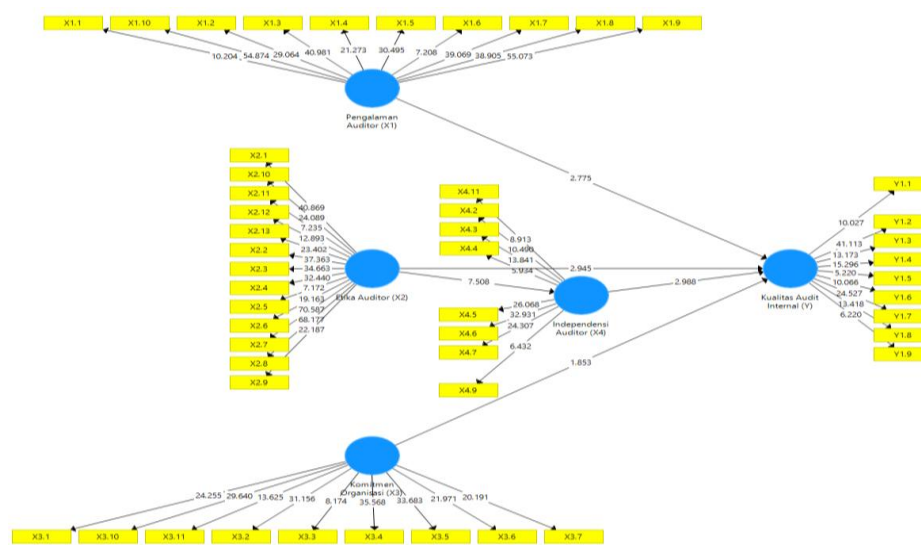 X1.1 X1.10 X1.2 X1.3 X1.4 X1.5 X1.6 X1.7 X1.8 X1.9
10.204 54.874 29.064 40.981 21.273 30.495 7.208 39.069 38.905 55.073
Pengalaman
Auditor (X1)
2.775
X2.1
X2.10
X2.11
X2.12
X2.13
X2.2
X2.3
X2.4
X2.5
X2.6
X2.7
X2.8
X2.9
40.869
24.089
7.235
12.893
23.402
37.363
34.663
32.440
7.172
19.163
70.587
68.177
22.187
Etika Auditor (X2)
7.508
2.945
X4.11
X4.2
X4.3
X4.4
X4.5
X4.6
X4.7
X4.9
8.913
10.490
13.841
5.934
26.068
32.931
24.307
6.432
Independensi
Auditor (X4)
2.988
1.853
Kualitas Audit
Internal (Y)
10.027
41.113
13.173
15.296
5.220
10.066
24.527
13.418
6.220
Y1.1
Y1.2
Y1.3
Y1.4
Y1.5
Y1.6
Y1.7
Y1.8
Y1.9
Komitmen
Organisasi (X3)
24.255 29.640 13.625 31.156 8.174 35.568 33.683 21.971 20.191
X3.1 X3.10 X3.11 X3.2 X3.3 X3.4 X3.5 X3.6 X3.7